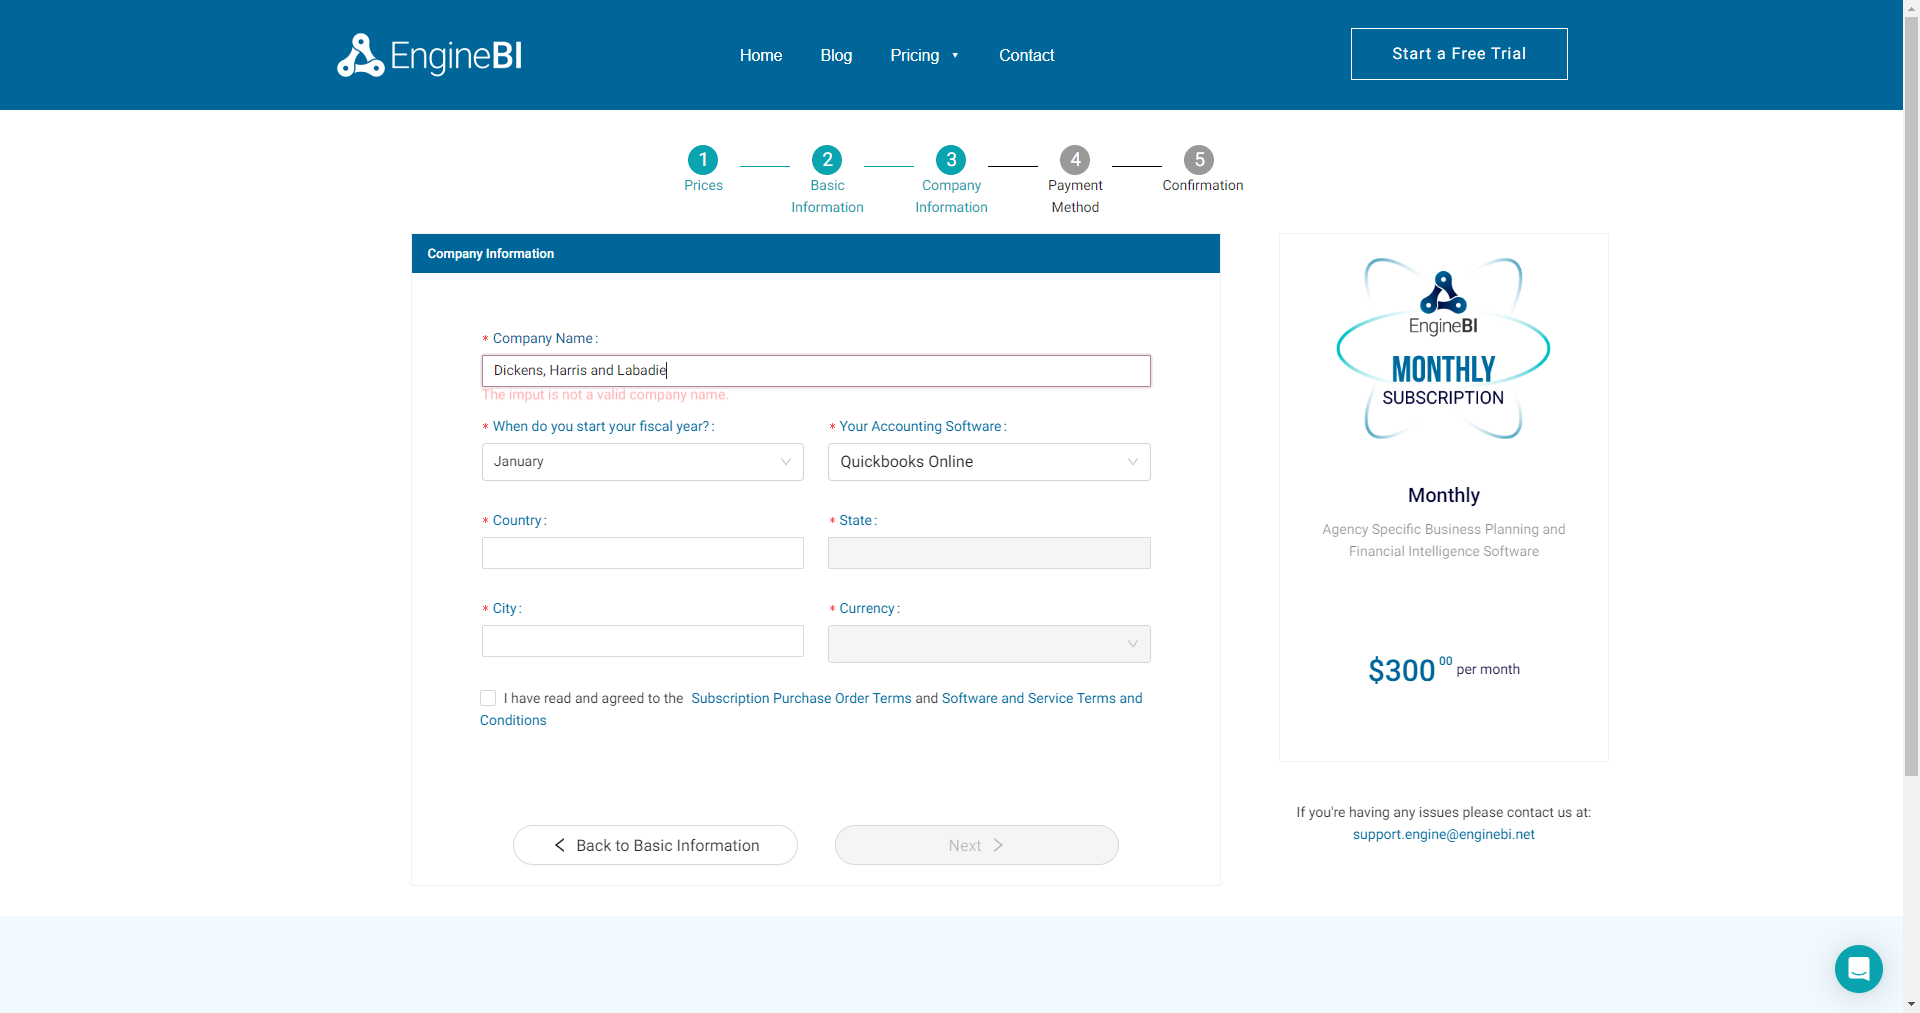 EngineBI
Home
Blog
Pricing
Contact
Start a Free Trial
1
2
3
4
5
Prices
Basic
Information
Company
Information
Payment
Method
Confirmation
Company Information
* Company Name :
Dickens, Harris and Labadie
The imput is not a valid company name.
* When do you start your fiscal year? :
January
* Your Accounting Software :
Quickbooks Online
* Country :
* State :
* City :
* Currency :
I have read and agreed to the Subscription Purchase Order Terms and Software and Service Terms and
Conditions
Back to Basic Information
Next
EngineBI
MONTHLY
SUBSCRIPTION
Monthly
Agency Specific Business Planning and
Financial Intelligence Software
$300 00 per month
If you're having any issues please contact us at:
support.engine@enginebi.net